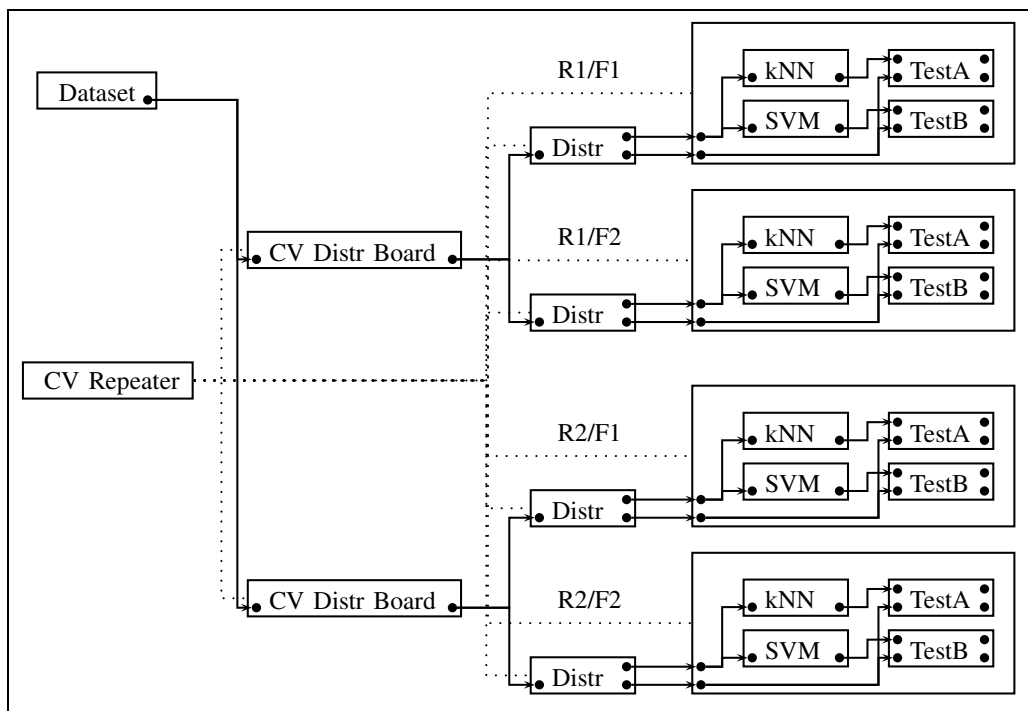 R1/F1
kNN
TestA
Dataset
SVM
TestB
Distr
R1/F2
kNN
TestA
CV Distr Board
SVM
TestB
Distr
CV Repeater
R2/F1
kNN
TestA
SVM
TestB
Distr
R2/F2
kNN
TestA
CV Distr Board
SVM
TestB
Distr